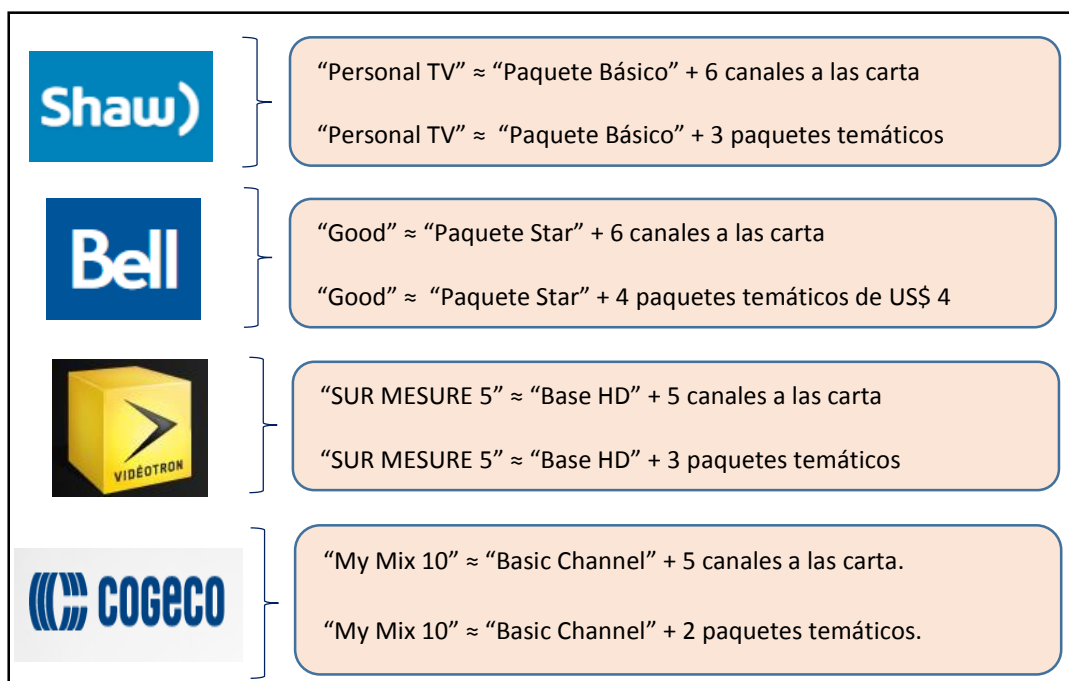 Shaw)
“Personal TV” ≈ “Paquete Básico” + 6 canales a las carta
“Personal TV” ≈ “Paquete Básico” + 3 paquetes temáticos
Bell
“Good” ≈ “Paquete Star” + 6 canales a las carta
“Good” ≈ “Paquete Star” + 4 paquetes temáticos de US$ 4
VIDÉOTRON
“SUR MESURE 5” ≈ “Base HD” + 5 canales a las carta
“SUR MESURE 5” ≈ “Base HD” + 3 paquetes temáticos
COGECO
“My Mix 10” ≈ “Basic Channel” + 5 canales a las carta.
“My Mix 10” ≈ “Basic Channel” + 2 paquetes temáticos.